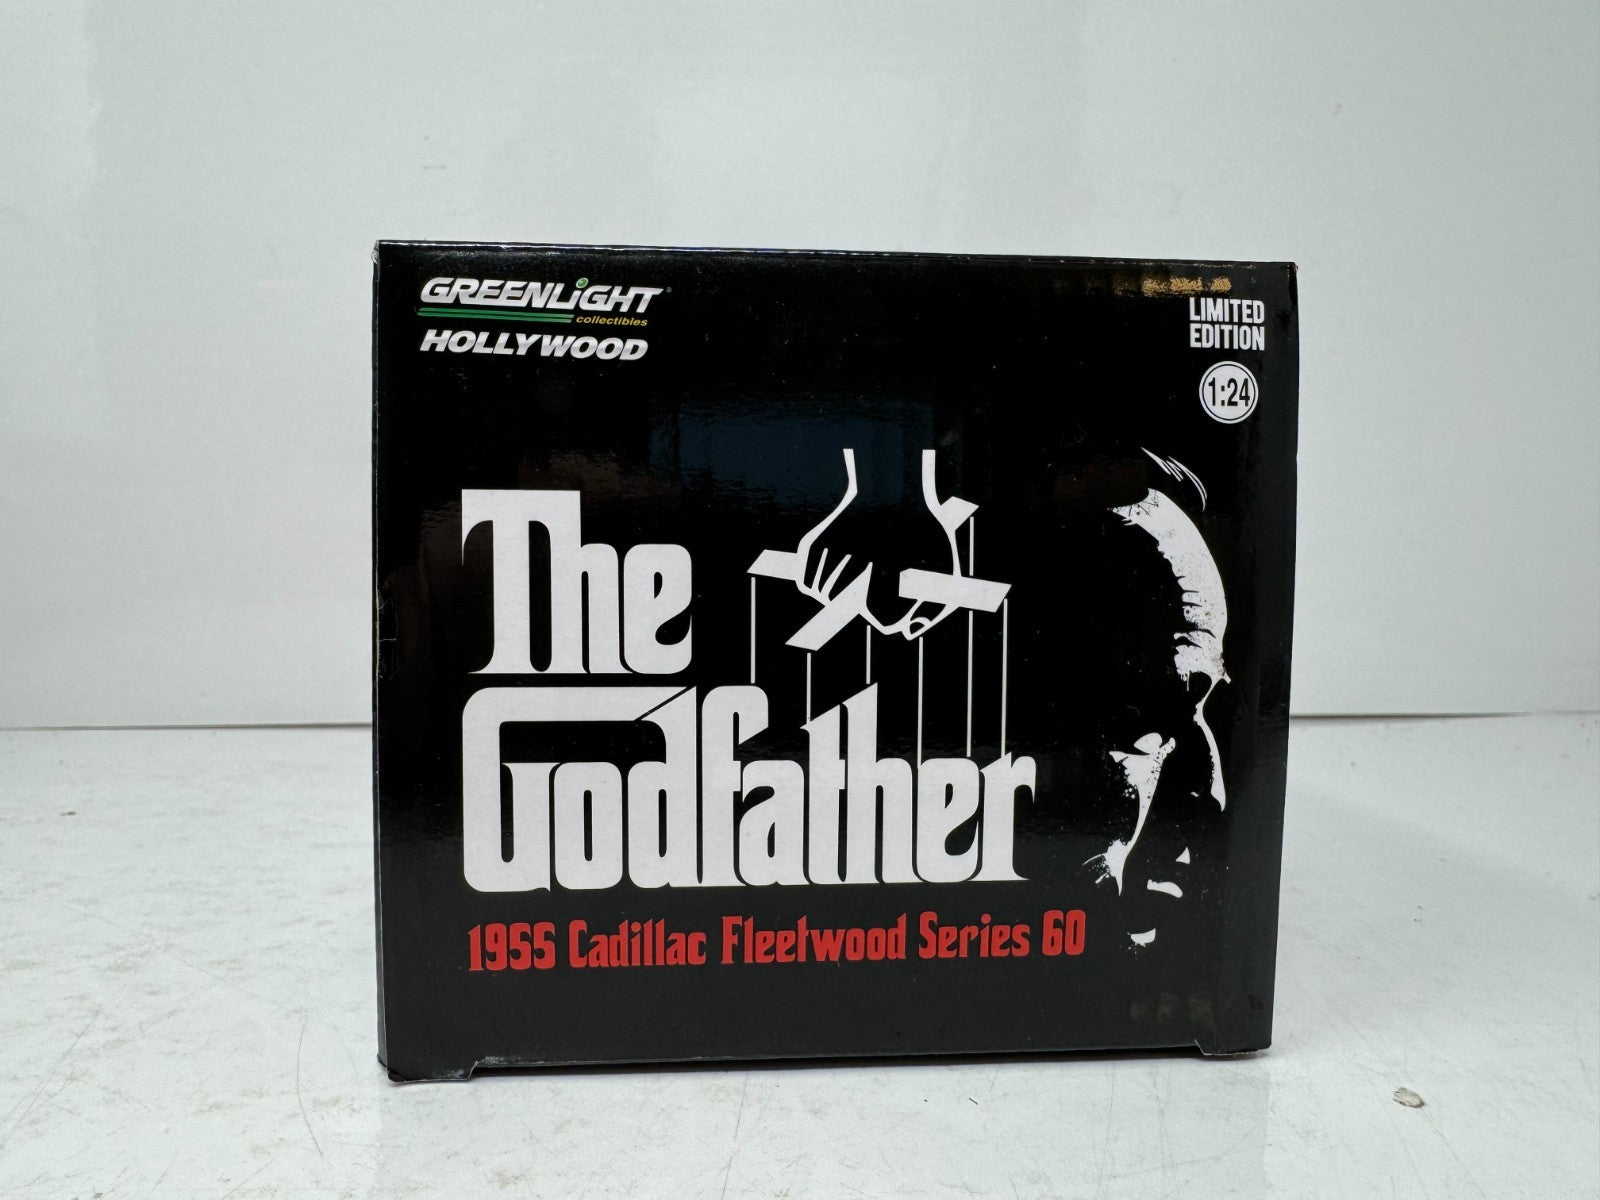 GREENLiGHT
collectibles
HOLLYWOOD
LIMITED
EDITION
1:24
The
Godfather
1955 Cadillac Fleetwood Series 60